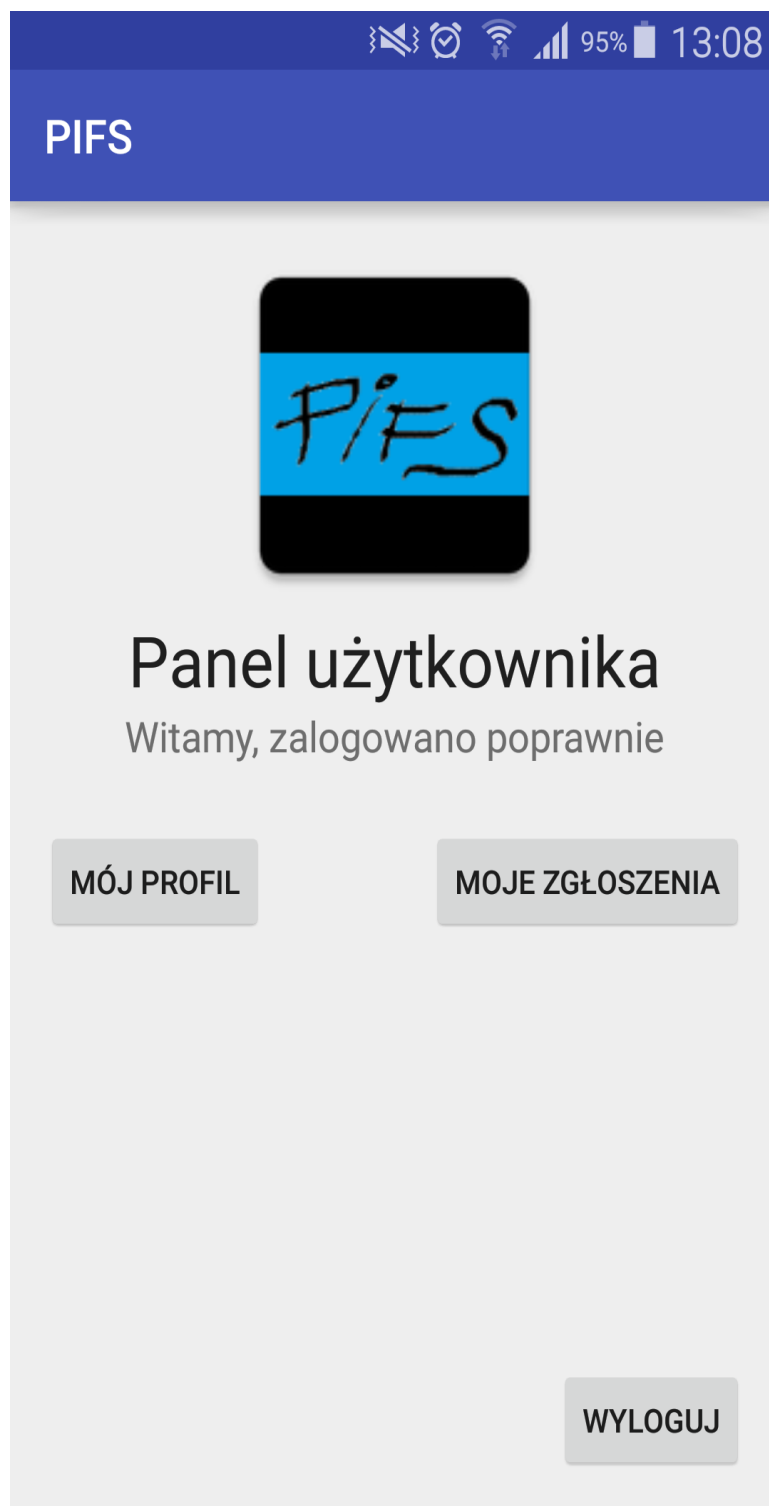 95% 13:08
PIFS
PiFS
Panel użytkownika
Witamy, zalogowano poprawnie
MÓJ PROFIL MOJE ZGŁOSZENIA
WYLOGUJ